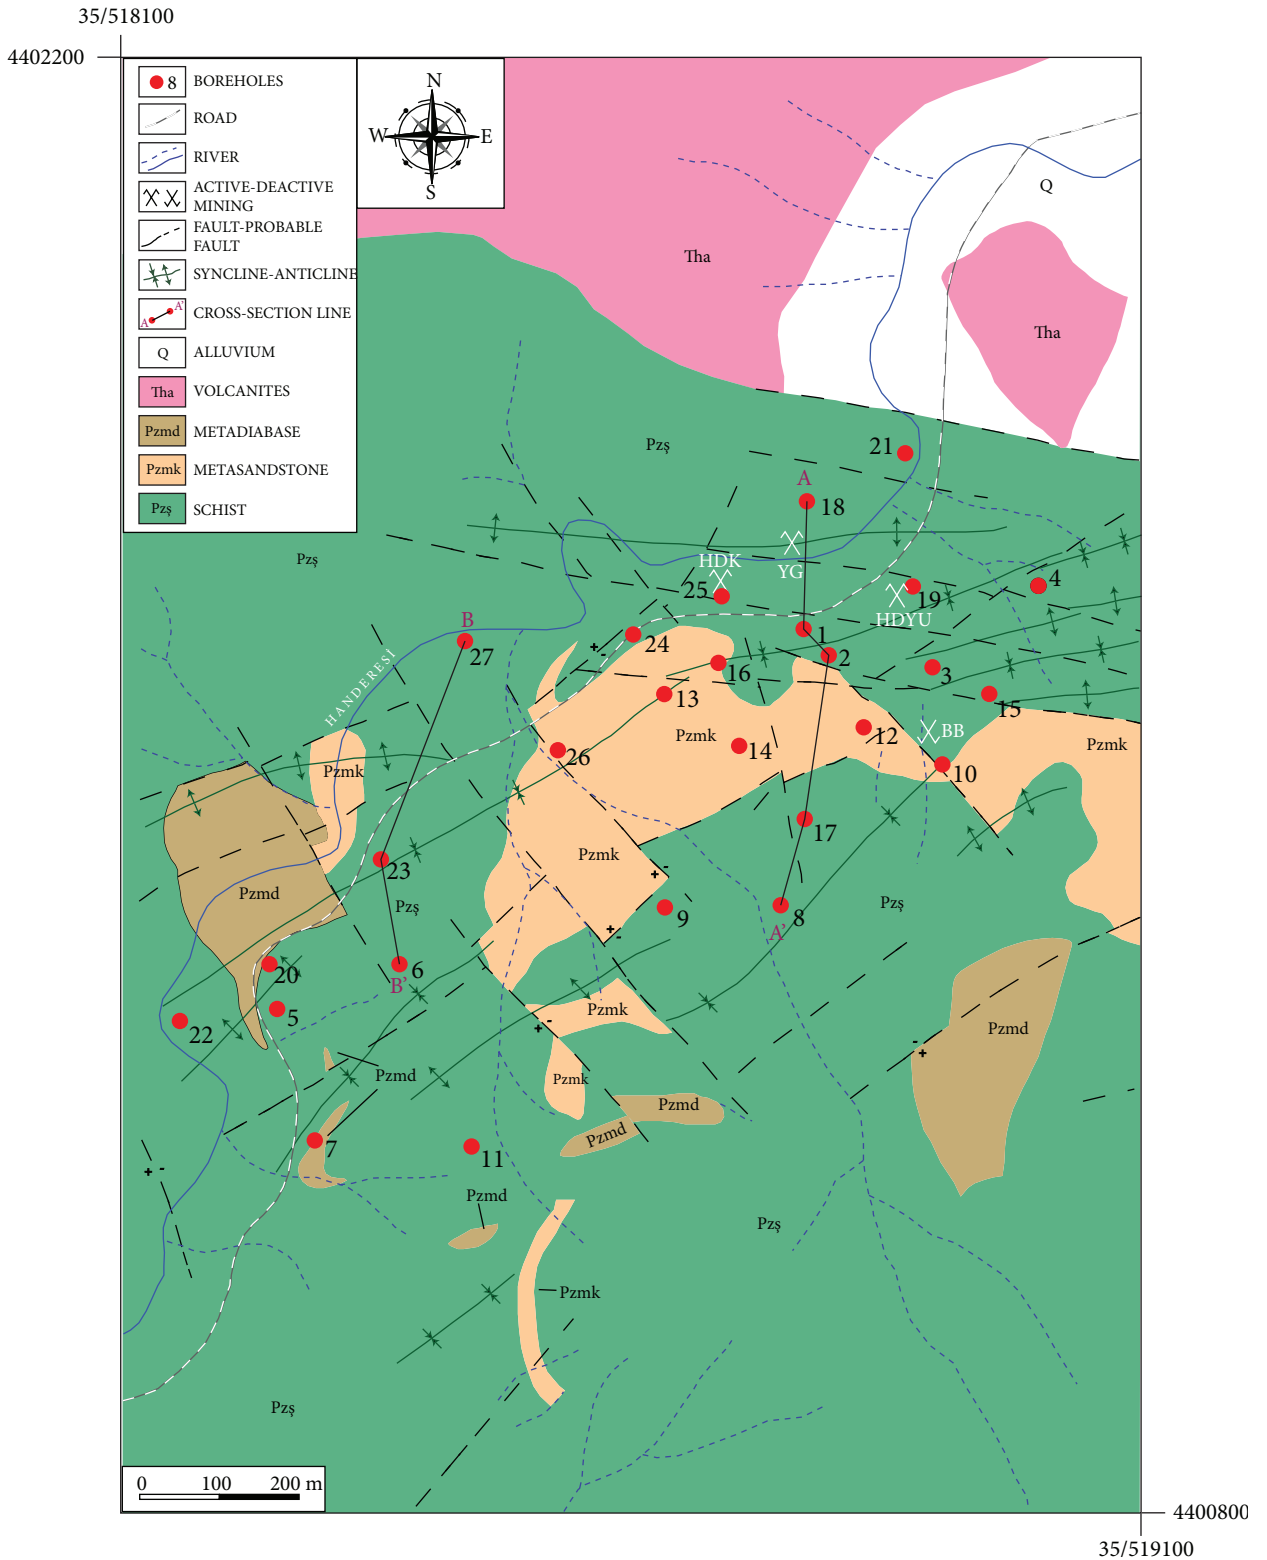 35/518100
4402200
8 BOREHOLES
ROAD
RIVER
ACTIVE-DEACTIVE
MINING
FAULT-PROBABLE
FAULT
SYNCLINE-ANTICLINE
A A' CROSS-SECTION LINE
Q ALLUVIUM
Tha VOLCANITES
Pzmd METADIABASE
Pzmk METASANDSTONE
Pzş SCHIST
N
W E
S
Q
Tha
Tha
Pzş
21
A
18
Pzş
HDK
YG
25
19
4
HDYU
B
27
24
1
2
16
3
13
15
HANDERESİ
Pzmk
12
BB
Pzmk
14
26
Pzmk
10
17
Pzmk
23
Pzmd
Pzş
9
8
A'
Pzş
20
6
B'
5
22
Pzmk
Pzmd
Pzmd
Pzmk
Pzmd
Pzmd
7
11
Pzmd
Pzş
Pzmk
Pzş
0 100 200 m
4400800
35/519100
+ -
+ -
+ -
+ -
- +
+ -